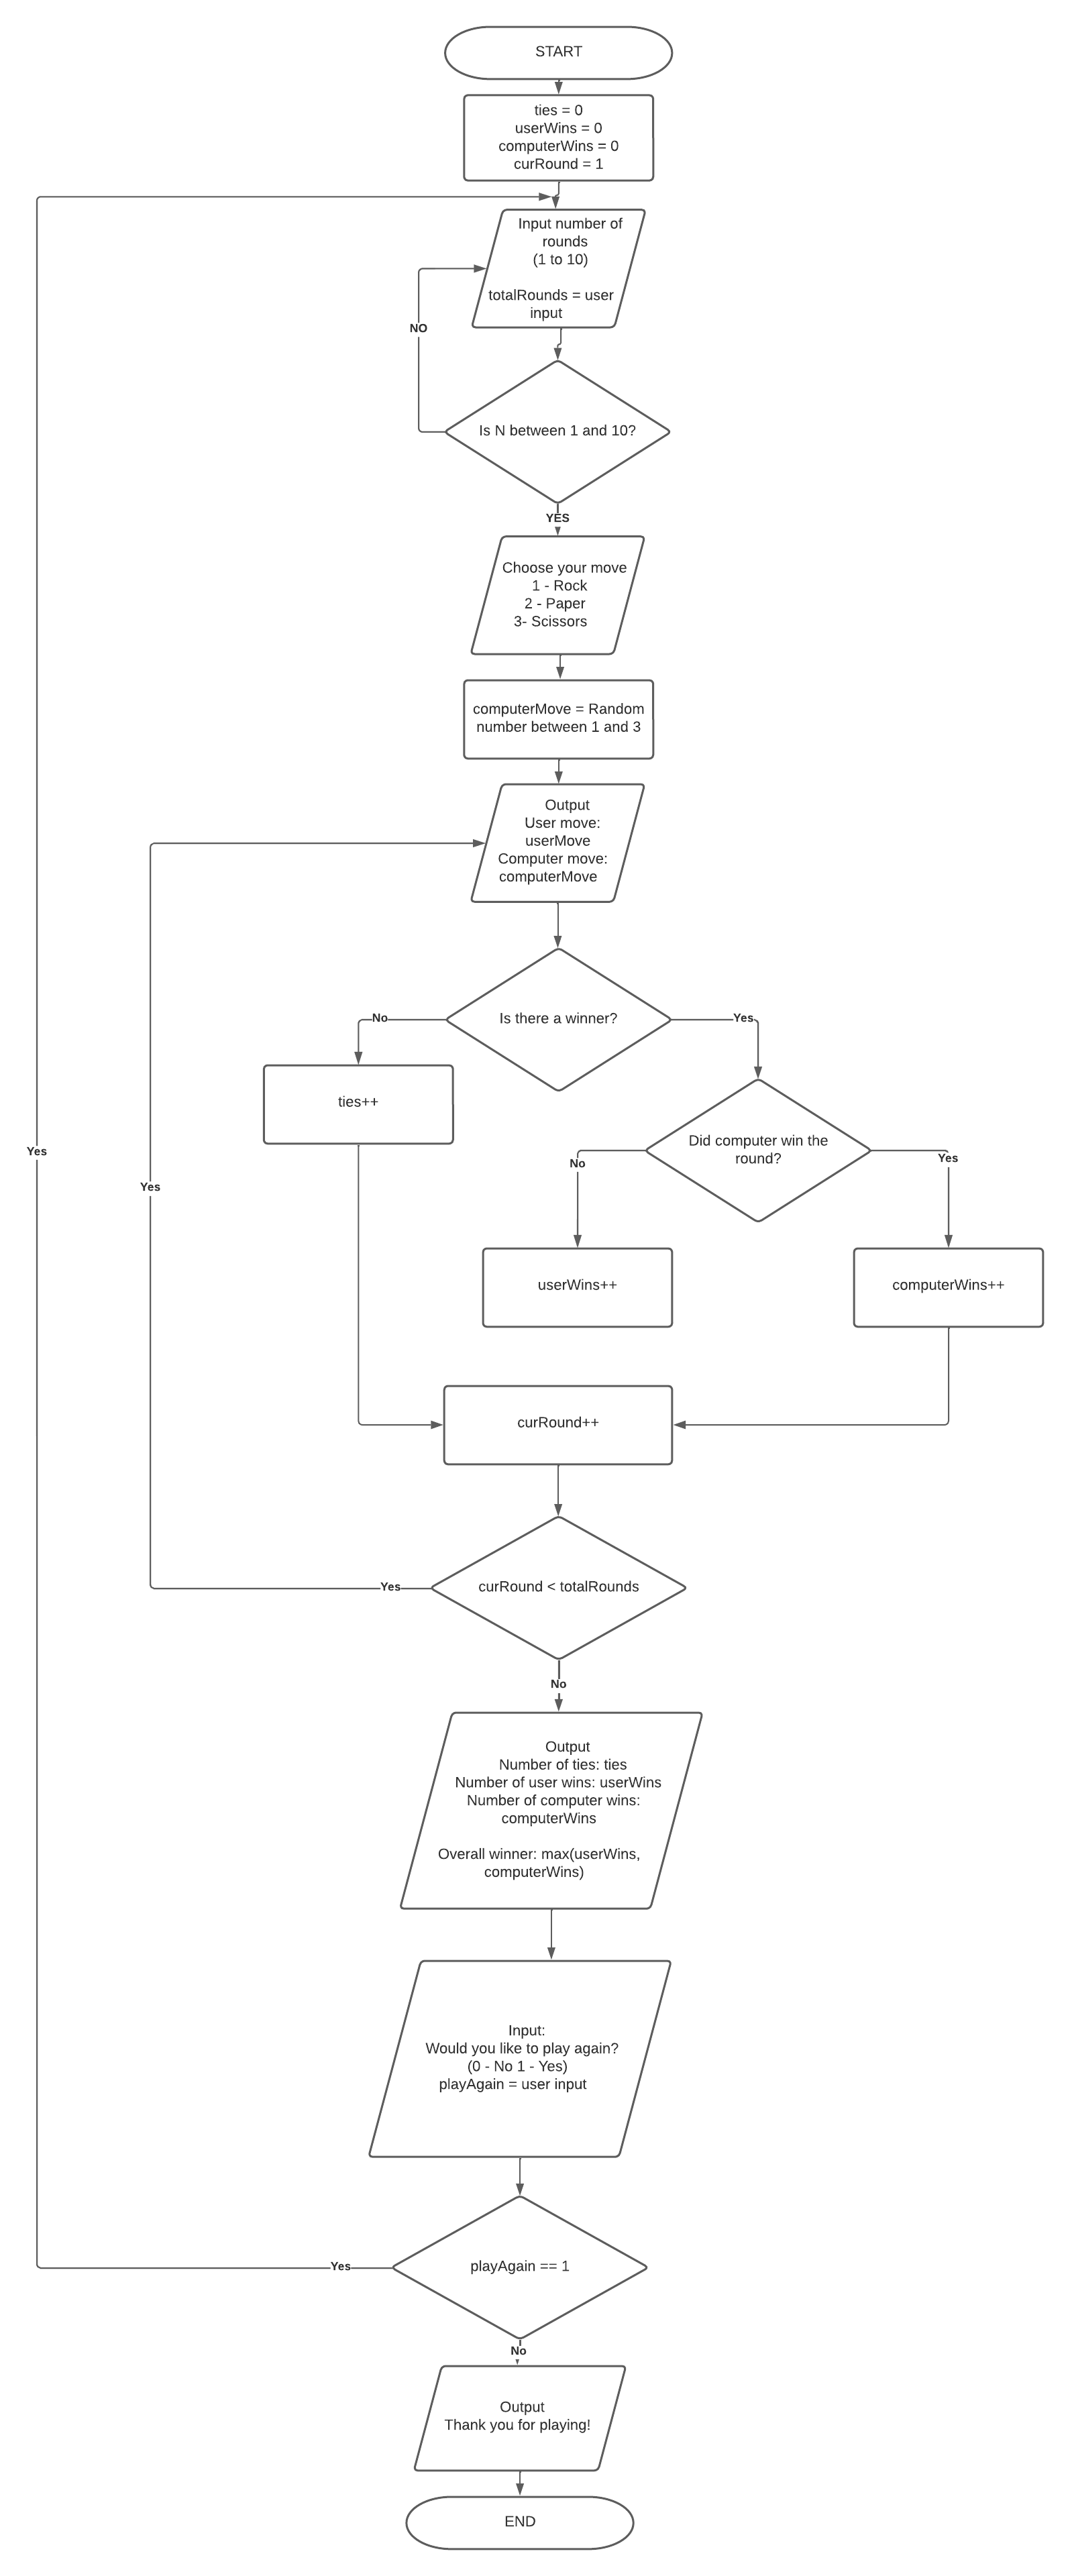 START
ties = 0
userWins = 0
computerWins = 0
curRound = 1
Input number of
rounds
(1 to 10)
totalRounds = user
input
NO
Is N between 1 and 10?
YES
Choose your move
1 - Rock
2 - Paper
3- Scissors
computerMove = Random
number between 1 and 3
Output
User move:
userMove
Computer move:
computerMove
Is there a winner?
No
Yes
ties++
Did computer win the
round?
No
Yes
Yes
Yes
userWins++
computerWins++
curRound++
curRound < totalRounds
Yes
No
Output
Number of ties: ties
Number of user wins: userWins
Number of computer wins:
computerWins
Overall winner: max(userWins,
computerWins)
Input:
Would you like to play again?
(0 - No 1 - Yes)
playAgain = user input
playAgain == 1
Yes
No
Output
Thank you for playing!
END